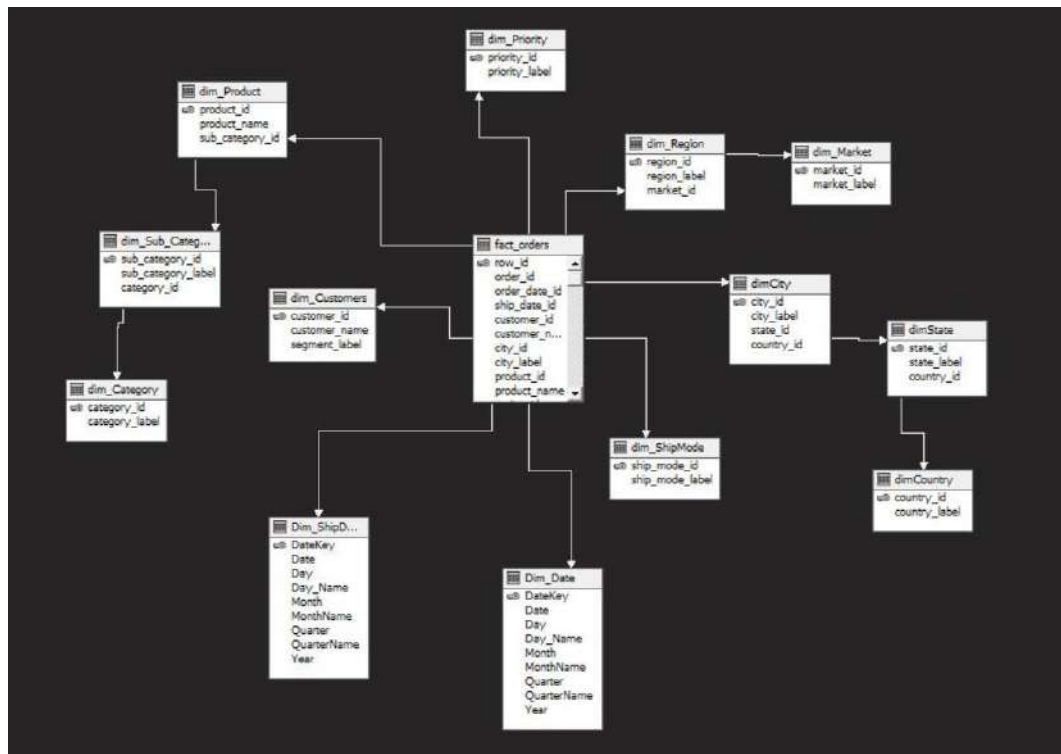 dim_Priority
priority_id
priority_label
dim_Product
product_id
product_name
sub_category_id
dim_Region
region_id
region_label
market_id
dim_Market
market_id
market_label
dim_Sub_Categ...
sub_category_id
sub_category_label
category_id
fact_orders
row_id
order_id
order_date_id
ship_date_id
customer_id
customer_n...
city_id
city_label
product_id
product_name
dim_Customers
customer_id
customer_name
segment_label
dimCity
city_id
city_label
state_id
country_id
dimState
state_id
state_label
country_id
dim_Category
category_id
category_label
dim_ShipMode
ship_mode_id
ship_mode_label
dimCountry
country_id
country_label
Dim_ShipD...
DateKey
Date
Day
Day_Name
Month
MonthName
Quarter
QuarterName
Year
Dim_Date
DateKey
Date
Day
Day_Name
Month
MonthName
Quarter
QuarterName
Year